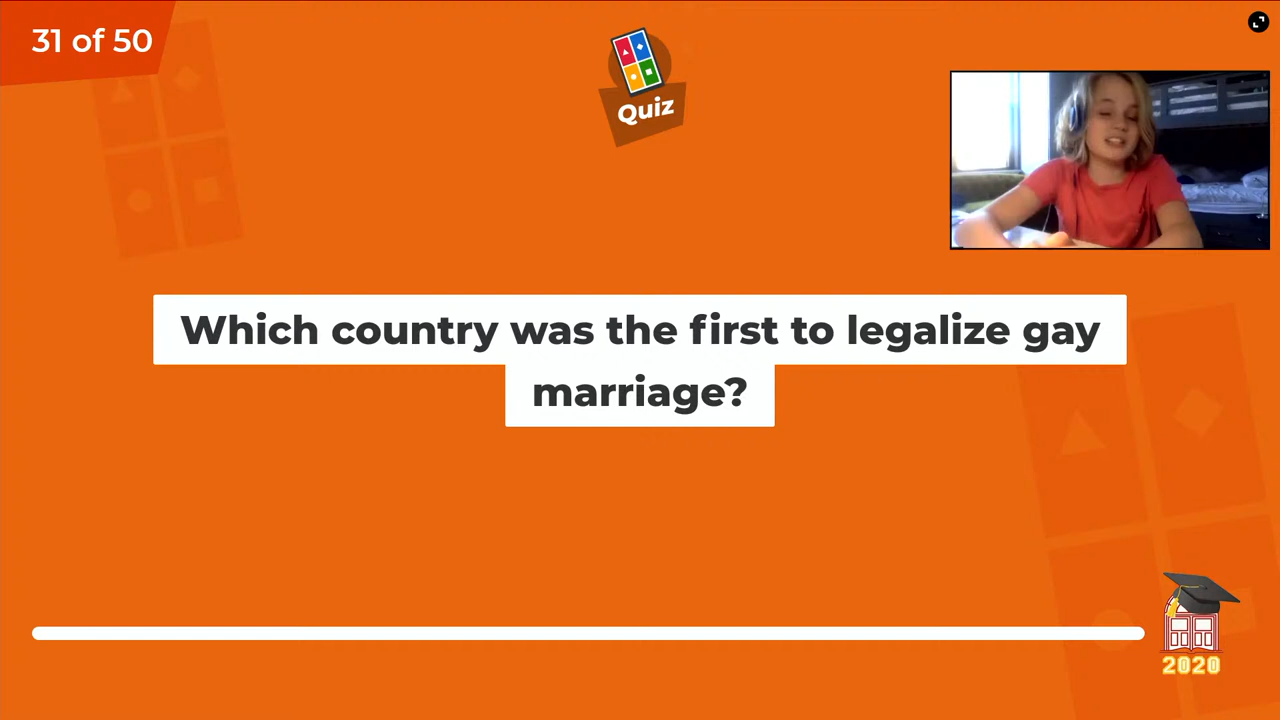 31 of 50
Quiz
Which country was the first to legalize gay
marriage?
2020